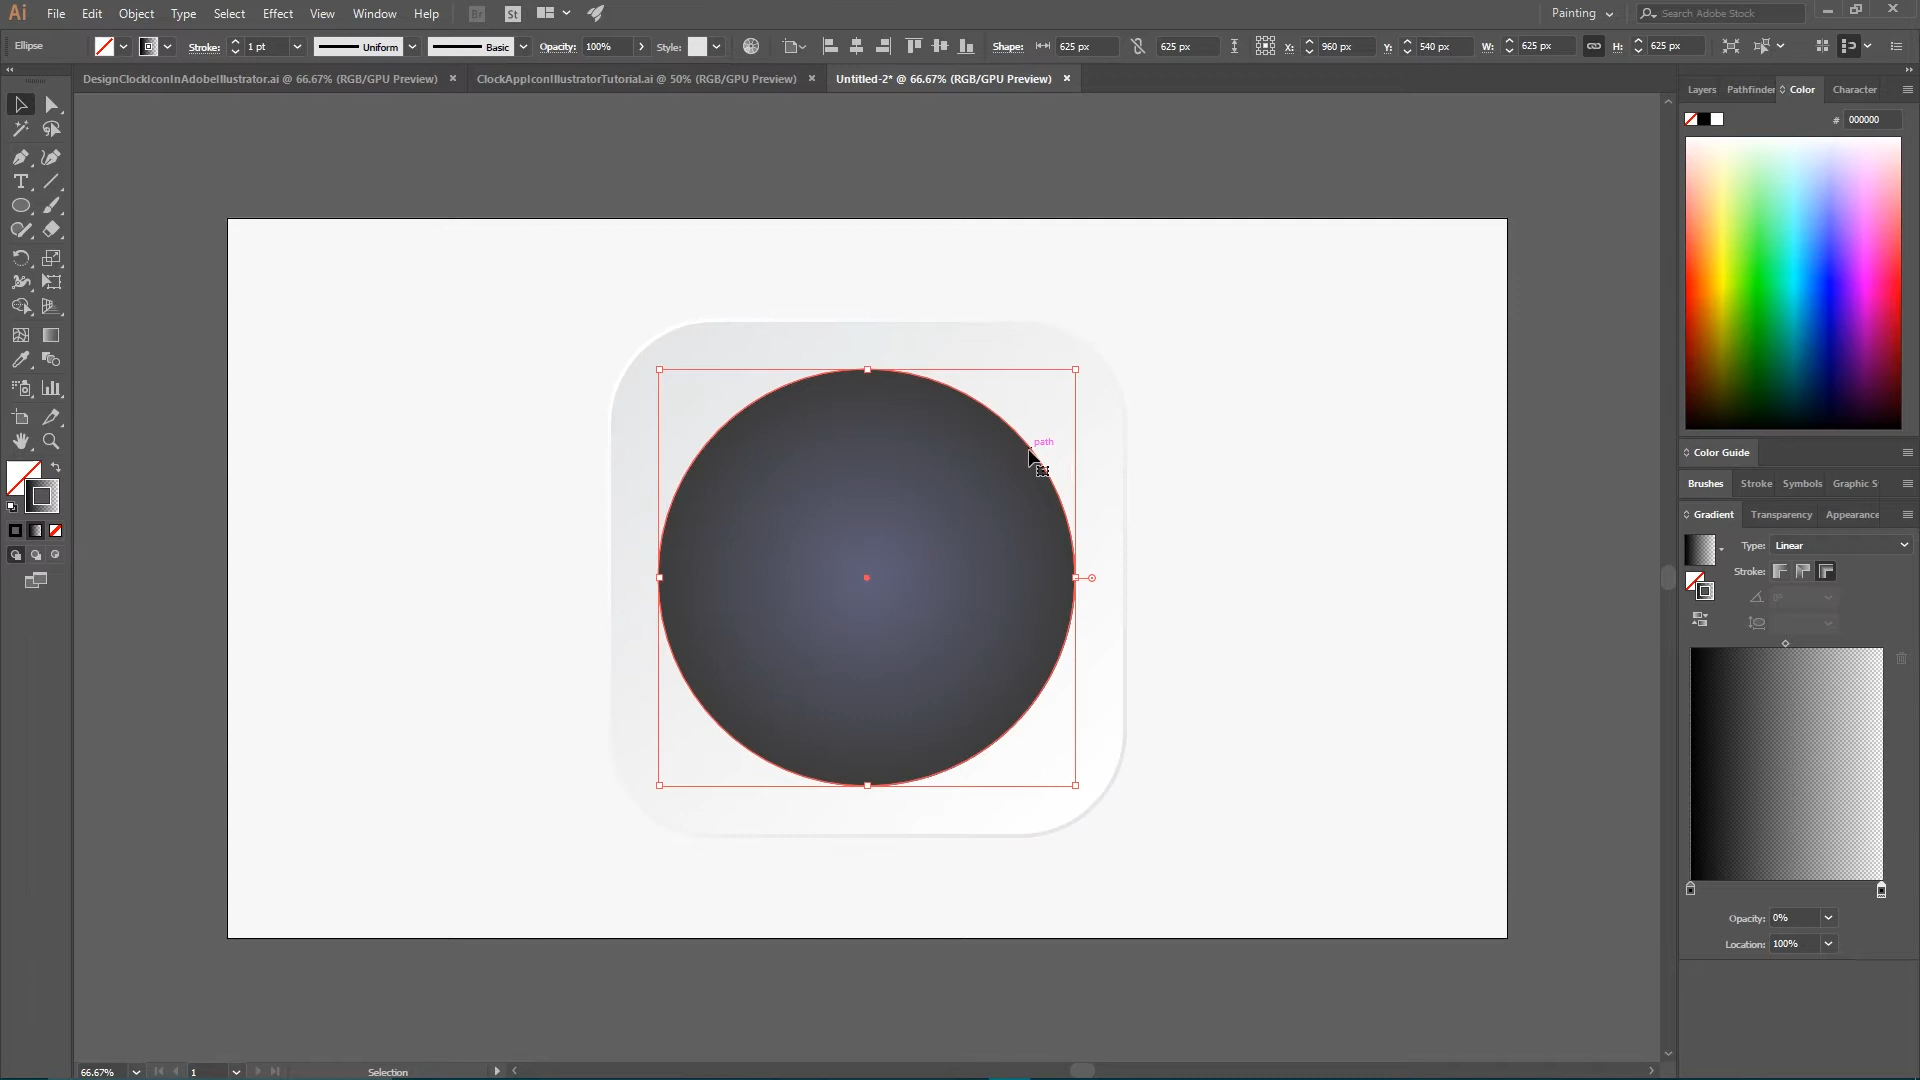 Ai File Edit Object Type Select Effect View Window Help Br St Painting Search Adobe Stock
Ellipse Stroke: 1 pt Uniform Basic Opacity: 100% Style: Shape: 625 px 625 px X: 960 px Y: 540 px W: 625 px H: 625 px
DesignClockIconInAdobeIllustrator.ai @ 66.67% (RGB/GPU Preview) × ClockAppIconIllustratorTutorial.ai @ 50% (RGB/GPU Preview) × Untitled-2* @ 66.67% (RGB/GPU Preview) ×
Layers Pathfinder Color Character
# 000000
path
Color Guide
Brushes Stroke Symbols Graphic S
Gradient Transparency Appearance
Type: Linear
Stroke:
0°
Opacity: 0%
Location: 100%
66.67% 1 Selection